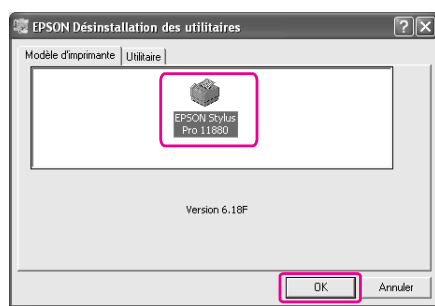 EPSON Désinstallation des utilitaires
Modèle d'imprimante Utilitaire
EPSON Stylus
Pro 11880
Version 6.18F
OK Annuler